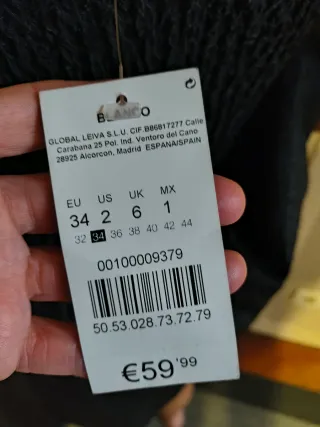 GLOBAL LEIVA S.L.U. CIF.B86917277 Calle
Carabana 25 Pol. Ind. Ventoro del Cano
28925 Alcorcon, Madrid ESPANA/SPAIN
EU US UK MX
34 2 6 1
32 34 36 38 40 42 44
00100009379
50.53.028.73.72.79
€59'99